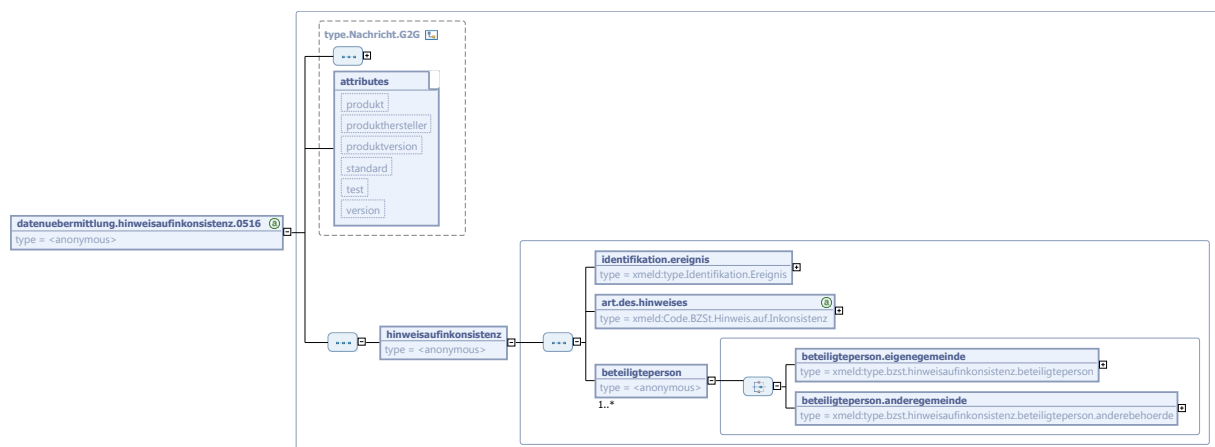 type.Nachricht.G2G
attributes
produkt
produkthersteller
produktversion
standard
test
version
datenuebermittlung.hinweisaufinkonsistenz.0516 a
type = <anonymous>
hinweisaufinkonsistenz
type = <anonymous>
identifikation.ereignis
type = xmeld:type.Identifikation.Ereignis
art.des.hinweises a
type = xmeld:Code.BZSt.Hinweis.auf.Inkonsistenz
beteiligteperson
type = <anonymous>
1..*
beteiligteperson.eigenegemeinde
type = xmeld:type.bzst.hinweisaufinkonsistenz.beteiligteperson
beteiligteperson.anderegemeinde
type = xmeld:type.bzst.hinweisaufinkonsistenz.beteiligteperson.anderebehoerde